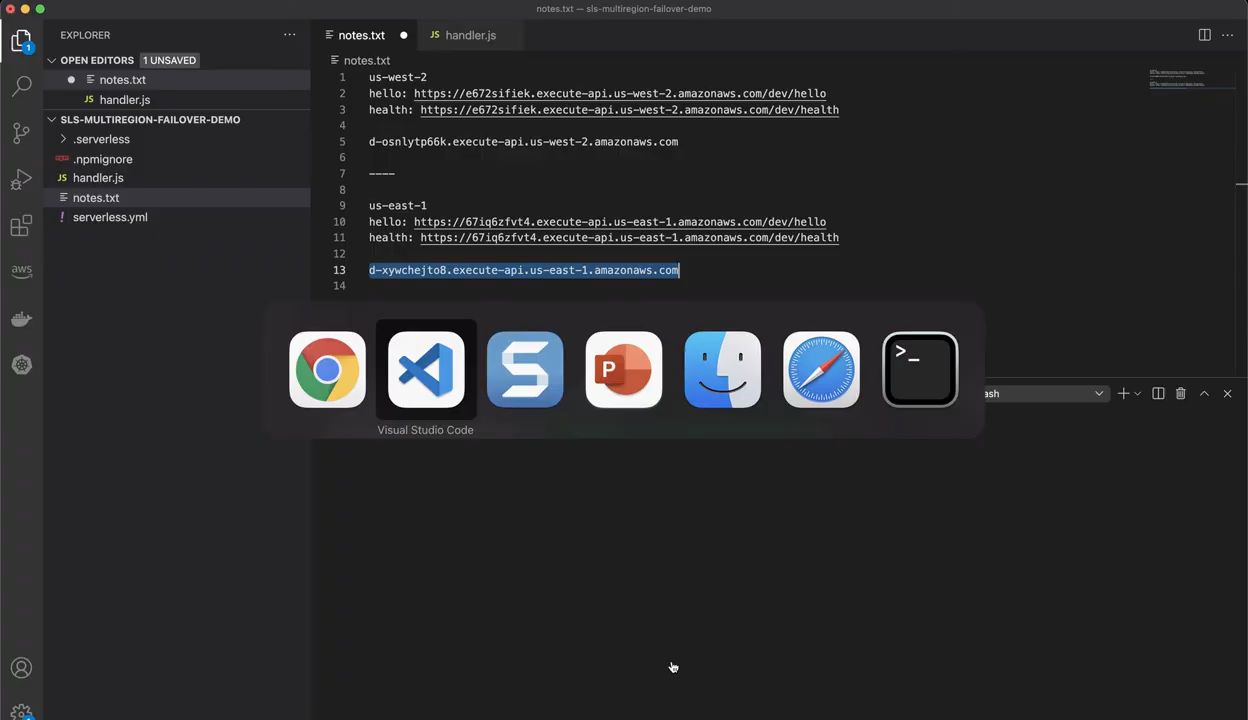 notes.txt — sls-multiregion-failover-demo
EXPLORER
notes.txt
JS handler.js
OPEN EDITORS 1 UNSAVED
notes.txt
notes.txt
JS handler.js
SLS-MULTIREGION-FAILOVER-DEMO
.serverless
.npmignore
JS handler.js
notes.txt
! serverless.yml
1 us-west-2
2 hello: https://e672sifiek.execute-api.us-west-2.amazonaws.com/dev/hello
3 health: https://e672sifiek.execute-api.us-west-2.amazonaws.com/dev/health
4
5 d-osnlytp66k.execute-api.us-west-2.amazonaws.com
6
7 ----
8
9 us-east-1
10 hello: https://67iq6zfvt4.execute-api.us-east-1.amazonaws.com/dev/hello
11 health: https://67iq6zfvt4.execute-api.us-east-1.amazonaws.com/dev/health
12
13 d-xywchejto8.execute-api.us-east-1.amazonaws.com
14
1
aws
S
P
>_
ash
Visual Studio Code